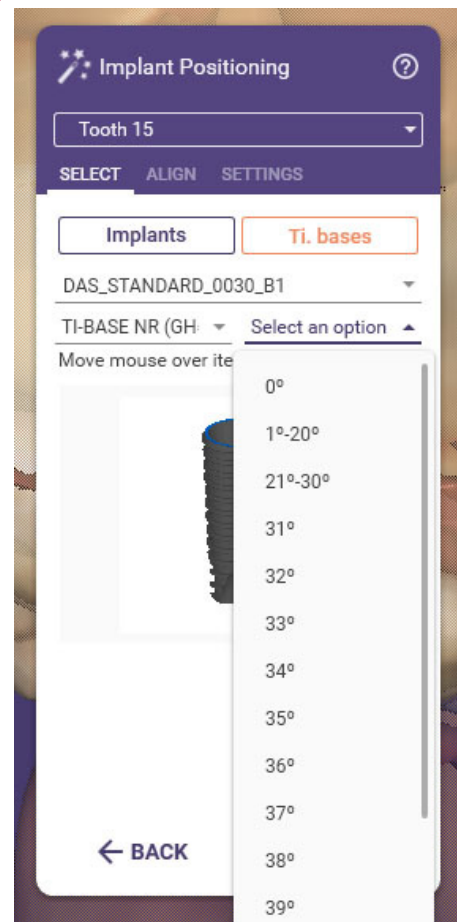 Implant Positioning
Tooth 15
SELECT ALIGN SETTINGS
Implants Ti. bases
DAS_STANDARD_0030_B1
TI-BASE NR (GH Select an option
Move mouse over ite
0º
1º-20º
21º-30º
31º
32º
33º
34º
35º
36º
37º
38º
39º
BACK